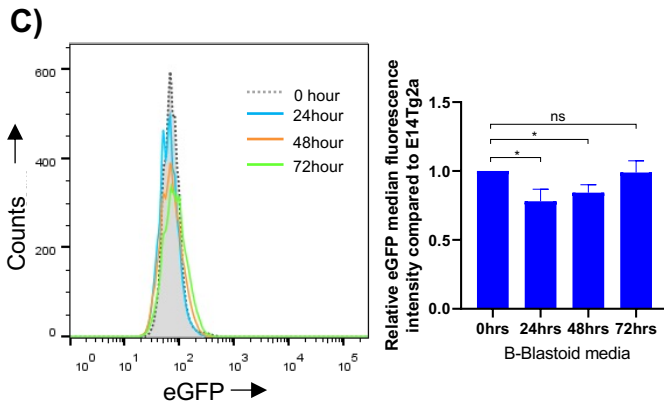 C)
600
400
200
0
Counts
10^0
10^1
10^2
10^3
10^4
10^5
eGFP
0 hour
24hour
48hour
72hour
Relative eGFP median fluorescence
intensity compared to E14Tg2a
1.5
1.0
0.5
0.0
ns
*
*
0hrs 24hrs 48hrs 72hrs
B-Blastoid media